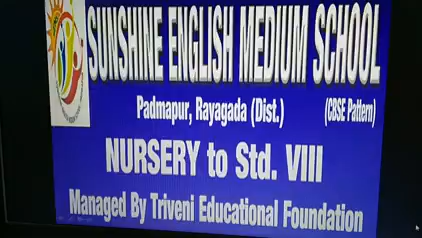 SUNSHINE ENGLISH MEDIUM SCHOOL
Padmapur, Rayagada (Dist.) (CBSE Pattern)
NURSERY to Std. VIII
Managed By Triveni Educational Foundation